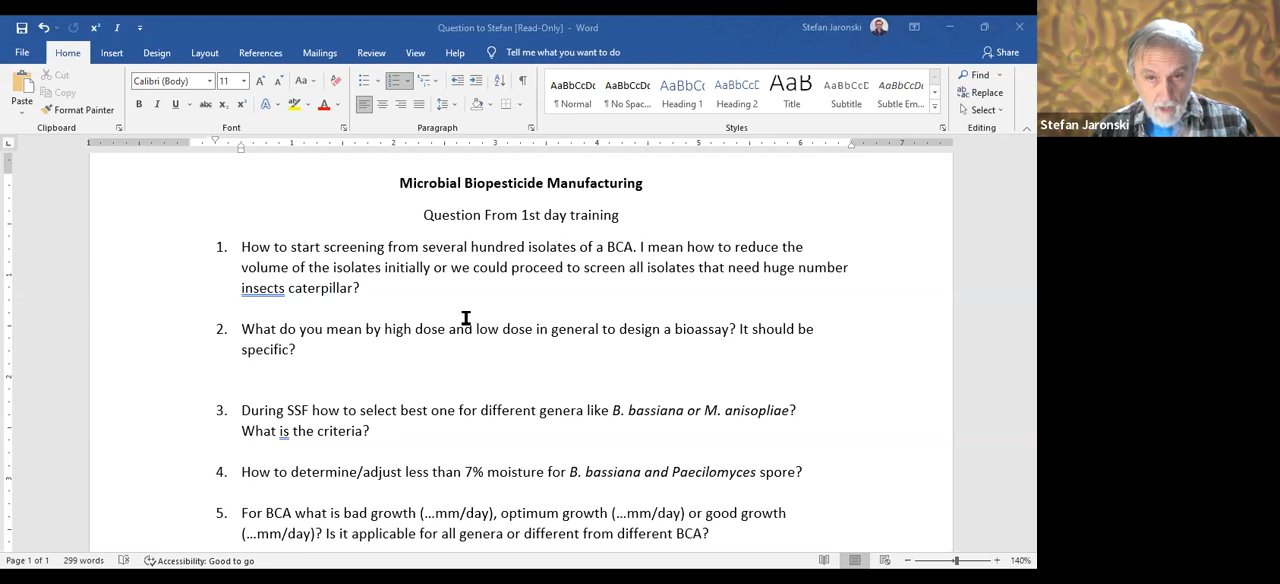 Question to Stefan [Read-Only] - Word
Stefan Jaronski
File Home Insert Design Layout References Mailings Review View Help Tell me what you want to do Share
Paste
Cut
Copy
Format Painter
Clipboard
Calibri (Body) 11
Font
Paragraph
AaBbCcDc AaBbCcDc AaBbCc AaBbCcD AaB AaBbCcD AaBbCcDc
¶ Normal ¶ No Spac... Heading 1 Heading 2 Title Subtitle Subtle Em...
Styles
Find
Replace
Select
Editing
Stefan Jaronski
1 1 2 3 4 5 6 7
Microbial Biopesticide Manufacturing
Question From 1st day training
1. How to start screening from several hundred isolates of a BCA. I mean how to reduce the
volume of the isolates initially or we could proceed to screen all isolates that need huge number
insects caterpillar?
2. What do you mean by high dose and low dose in general to design a bioassay? It should be
specific?
3. During SSF how to select best one for different genera like B. bassiana or M. anisopliae?
What is the criteria?
4. How to determine/adjust less than 7% moisture for B. bassiana and Paecilomyces spore?
5. For BCA what is bad growth (...mm/day), optimum growth (...mm/day) or good growth
(...mm/day)? Is it applicable for all genera or different from different BCA?
Page 1 of 1 299 words Accessibility: Good to go 140%